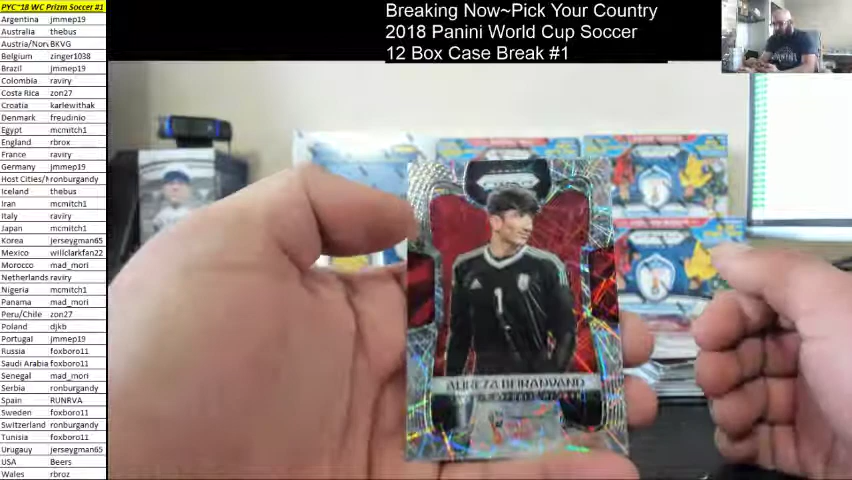 PYC~18 WC Prizm Soccer #1
Argentina jmmep19
Australia thebus
Austria/Nor BKVG
Belgium zinger1038
Brazil jmmep19
Colombia raviry
Costa Rica zon27
Croatia karlewithak
Denmark freudinio
Egypt mcmitch1
England rbrox
France raviry
Germany jmmep19
Host Cities/M ronburgandy
Iceland thebus
Iran mcmitch1
Italy raviry
Japan mcmitch1
Korea jerseygman65
Mexico willclarkfan22
Morocco mad_mori
Netherlands raviry
Nigeria mcmitch1
Panama mad_mori
Peru/Chile zon27
Poland djkb
Portugal jmmep19
Russia foxboro11
Saudi Arabia foxboro11
Senegal mad_mori
Serbia ronburgandy
Spain RUNRVA
Sweden foxboro11
Switzerland ronburgandy
Tunisia foxboro11
Urugauy jerseygman65
USA Beers
Wales rbroz
Breaking Now~Pick Your Country
2018 Panini World Cup Soccer
12 Box Case Break #1
1
ALIREZA BEIRANVAND